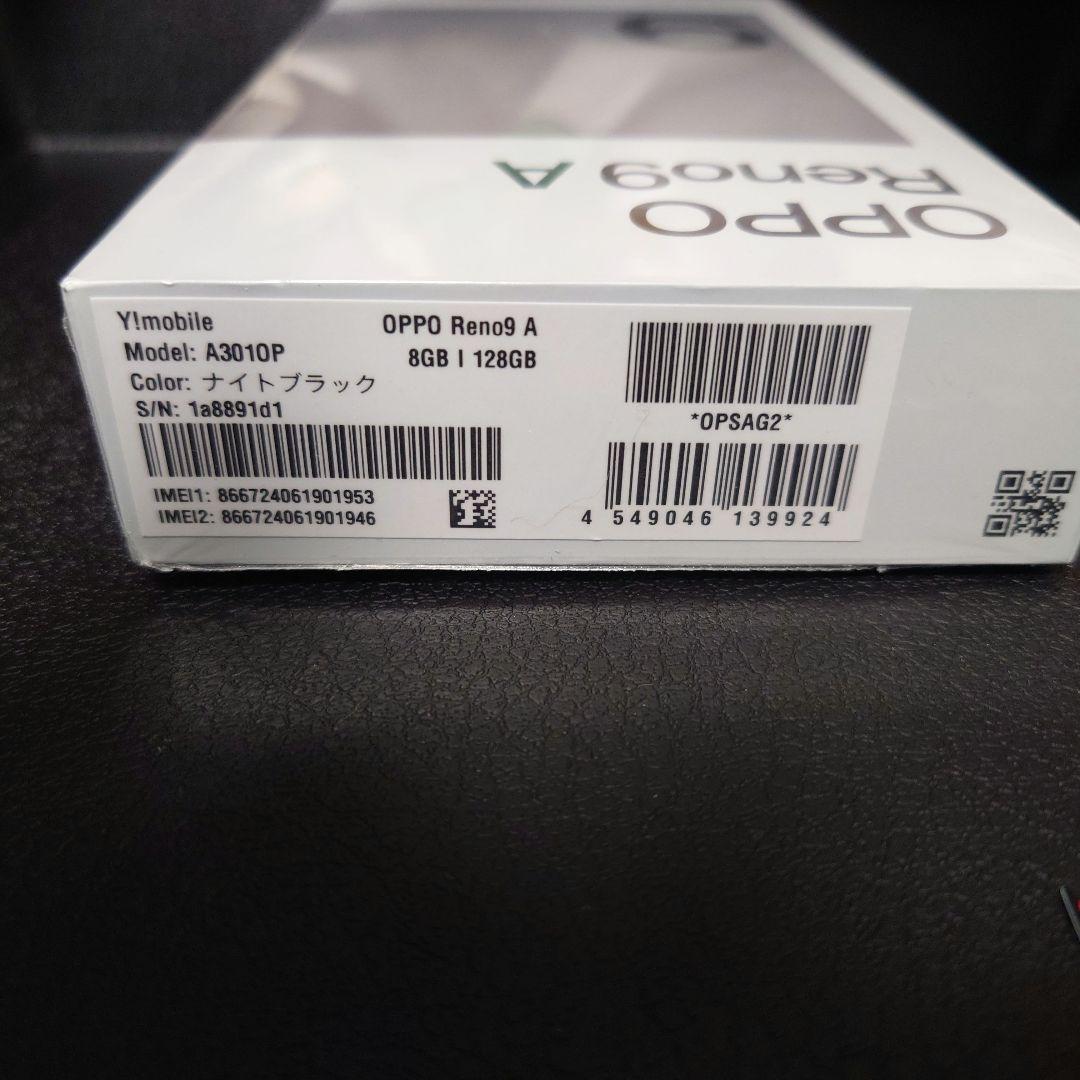 OPPO
Reno9 A
Y!mobile
OPPO Reno9 A
Model: A301OP
8GB | 128GB
Color: ナイトブラック
S/N: 1a8891d1
*OPSAG2*
IMEI1: 866724061901953
IMEI2: 866724061901946
4 549046 139924